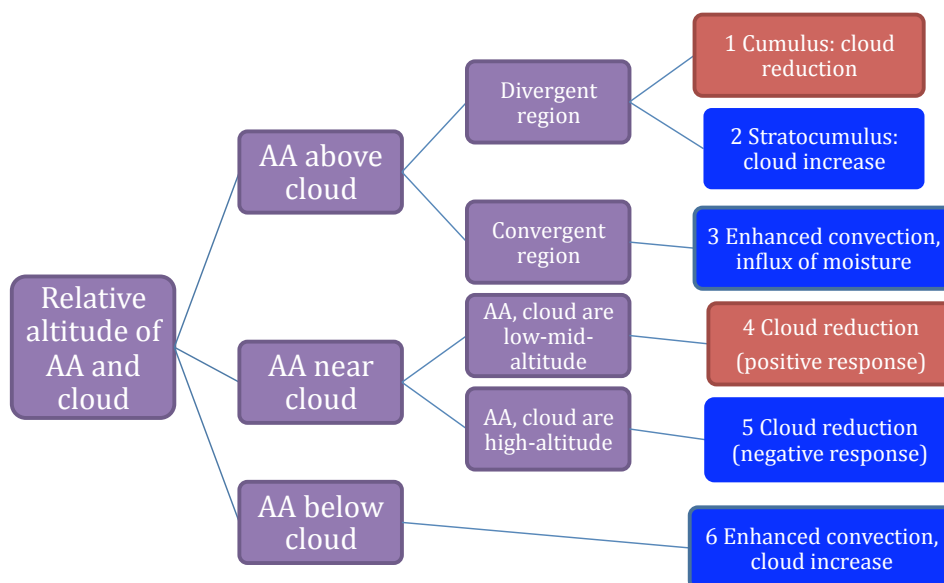 Relative
altitude of
AA and
cloud
AA above
cloud
Divergent
region
1 Cumulus: cloud
reduction
2 Stratocumulus:
cloud increase
Convergent
region
3 Enhanced convection,
influx of moisture
AA near
cloud
AA, cloud are
low-mid-
altitude
4 Cloud reduction
(positive response)
AA, cloud are
high-altitude
5 Cloud reduction
(negative response)
AA below
cloud
6 Enhanced convection,
cloud increase